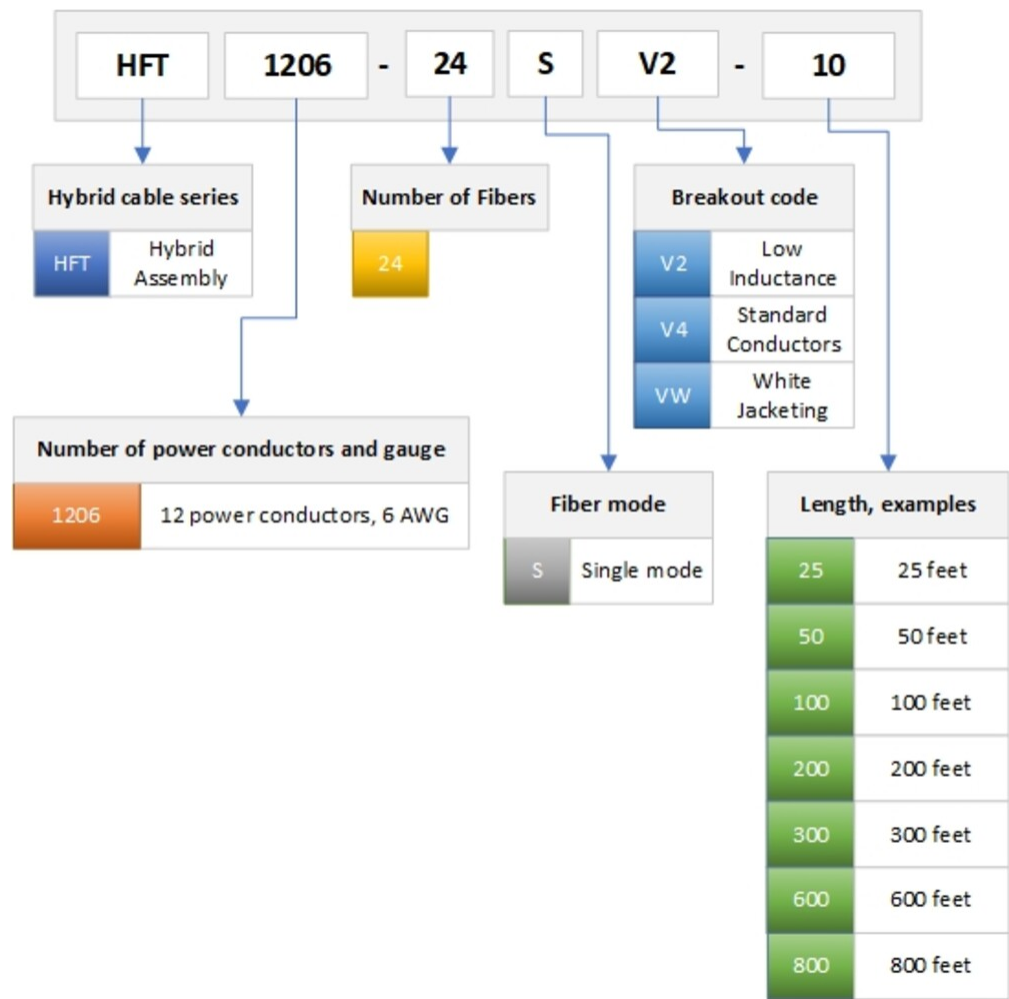 HFT 1206 - 24 S V2 - 10
Hybrid cable series
HFT Hybrid
Assembly
Number of Fibers
24
Breakout code
V2 Low
Inductance
V4 Standard
Conductors
VW White
Jacketing
Number of power conductors and gauge
1206 12 power conductors, 6 AWG
Fiber mode
S Single mode
Length, examples
25 25 feet
50 50 feet
100 100 feet
200 200 feet
300 300 feet
600 600 feet
800 800 feet